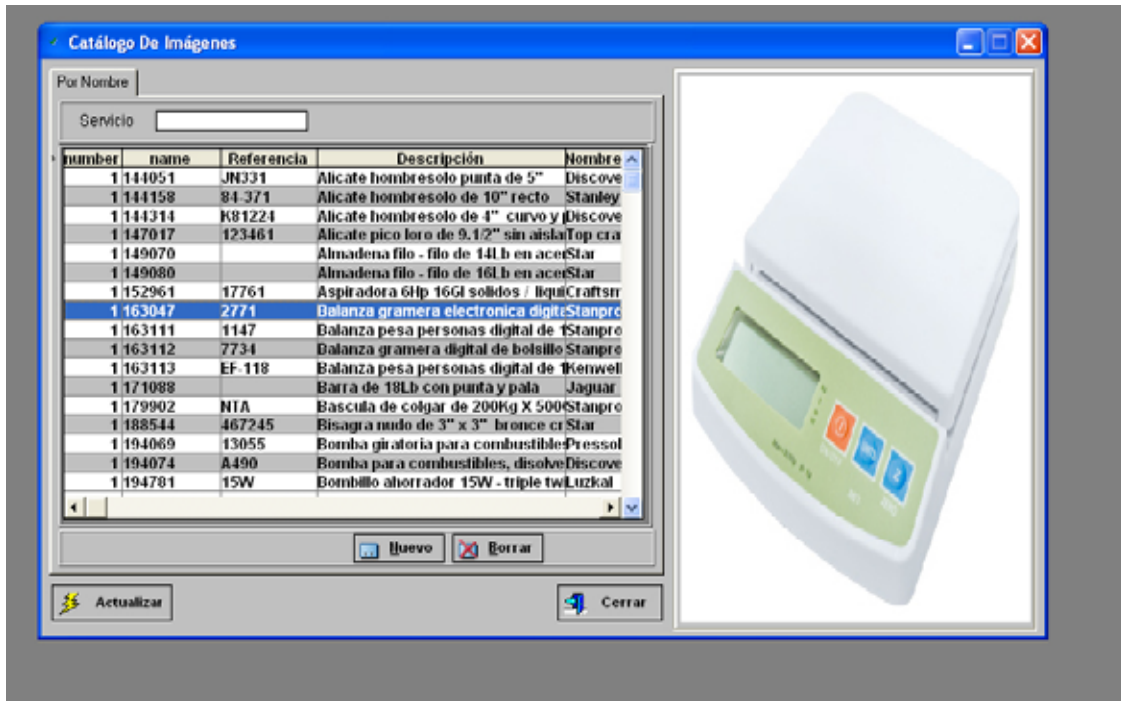 Catálogo De Imágenes
Por Nombre
Servicio
number name Referencia Descripción Nombre
1 144051 JN331 Alicate hombresolo punta de 5" Discove
1 144158 84-371 Alicate hombresolo de 10" recto Stanley
1 144314 K81224 Alicate hombresolo de 4" curvo y Discove
1 147017 123461 Alicate pico loro de 9.1/2" sin aisla Top cra
1 149070 Almadena filo - filo de 14Lb en ace Star
1 149080 Almadena filo - filo de 16Lb en ace Star
1 152961 17761 Aspiradora 6Hp 16Gl solidos / liqui Craftsm
1 163047 2771 Balanza gramera electronica digita Stanpro
1 163111 1147 Balanza pesa personas digital de 1 Stanpro
1 163112 7734 Balanza gramera digital de bolsillo Stanpro
1 163113 EF-118 Balanza pesa personas digital de 1 Kenwell
1 171088 Barra de 18Lb con punta y pala Jaguar
1 179902 NTA Bascula de colgar de 200Kg X 500 Stanpro
1 188544 467245 Bisagra nudo de 3" x 3" bronce cr Star
1 194069 13055 Bomba giratoria para combustible Pressol
1 194074 A490 Bomba para combustibles, disolve Discove
1 194781 15W Bombillo ahorrador 15W - triple tw Luzkal
Nuevo Borrar
Actualizar Cerrar